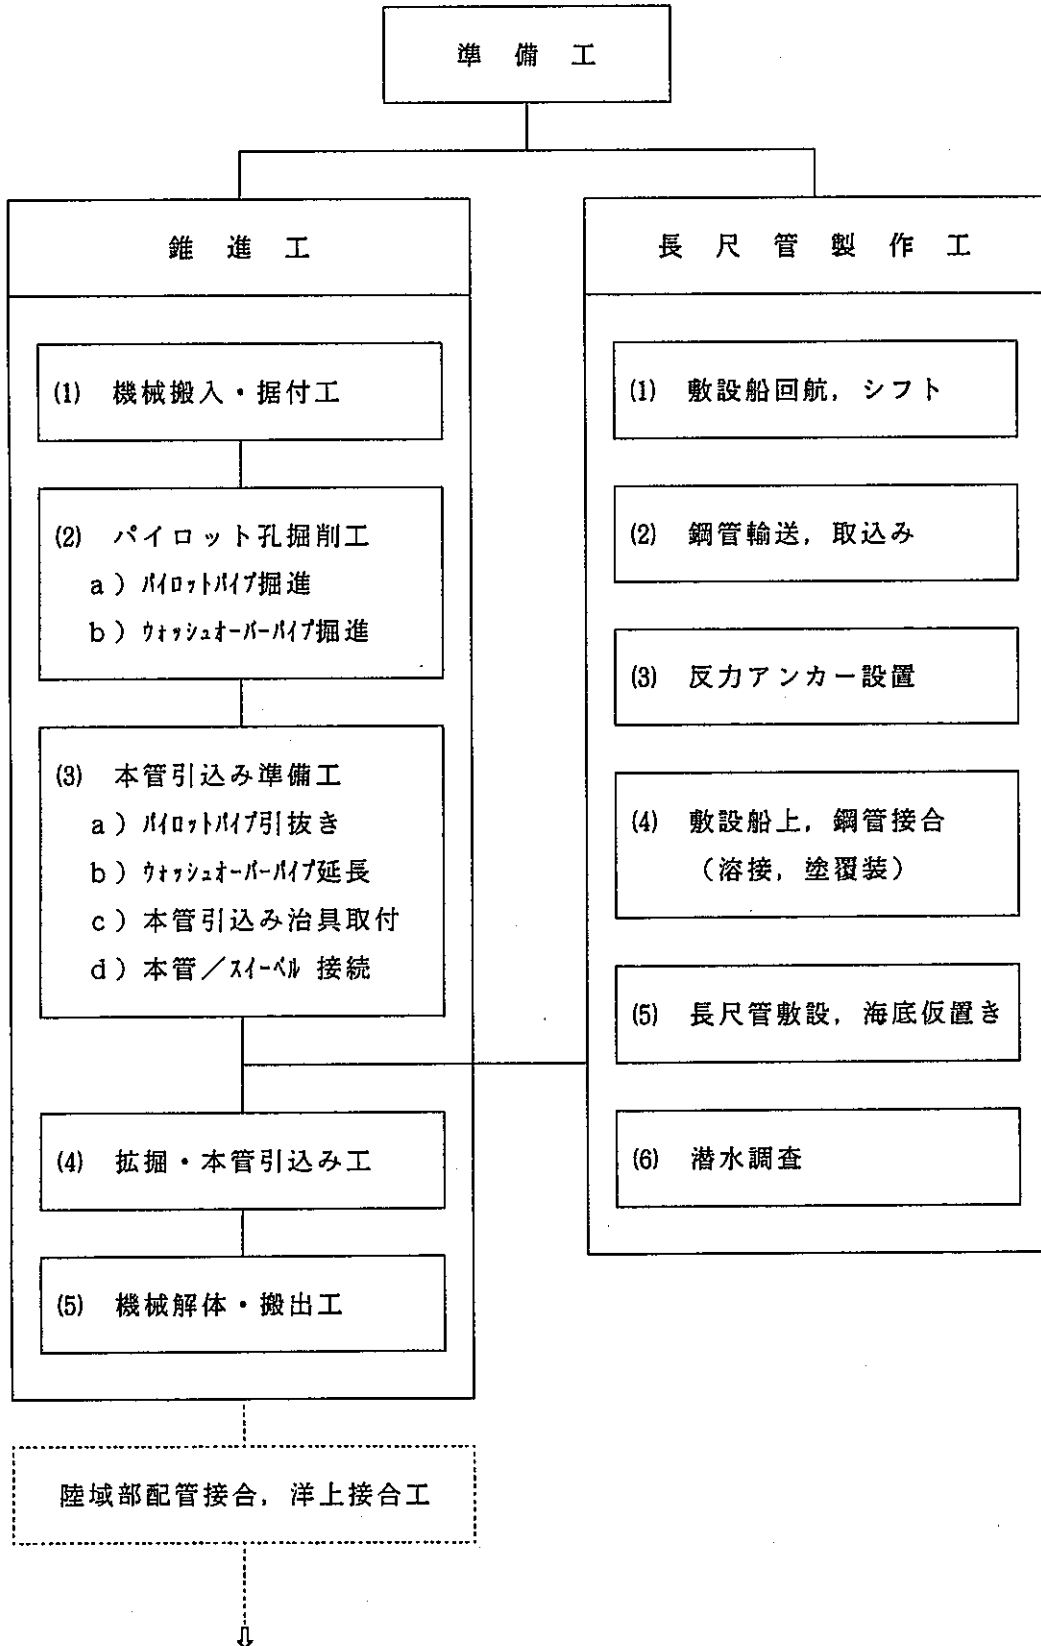 準備工
錐進工
(1) 機械搬入・据付工
(2) パイロット孔掘削工
a) パイロットパイプ掘進
b) ウォッシュオーバーパイプ掘進
(3) 本管引込み準備工
a) パイロットパイプ引抜き
b) ウォッシュオーバーパイプ延長
c) 本管引込み治具取付
d) 本管/スイーベル 接続
(4) 拡掘・本管引込み工
(5) 機械解体・搬出工
長尺管製作工
(1) 敷設船回航, シフト
(2) 鋼管輸送, 取込み
(3) 反力アンカー設置
(4) 敷設船上, 鋼管接合
(溶接, 塗覆装)
(5) 長尺管敷設, 海底仮置き
(6) 潜水調査
陸域部配管接合, 洋上接合工